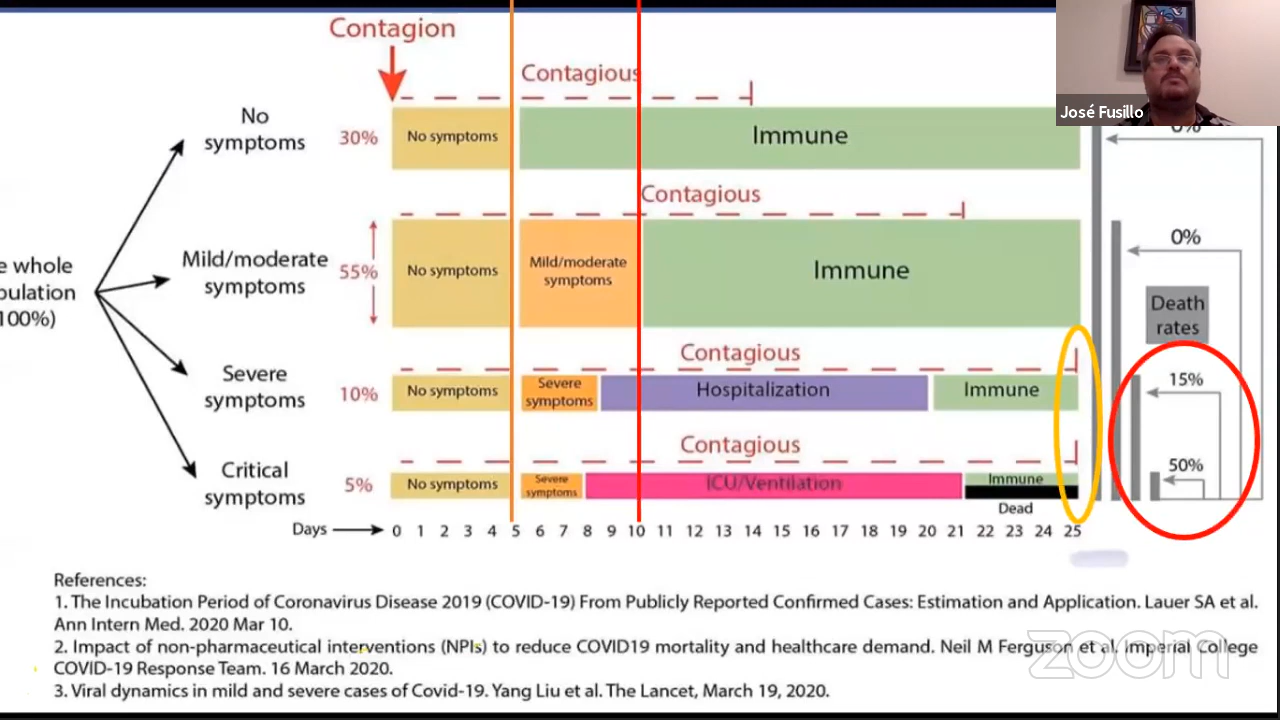 Contagion
Contagious
José Fusillo
No
symptoms
30%
No symptoms
Immune
0%
Contagious
Mild/moderate
symptoms
55%
No symptoms
Mild/moderate
symptoms
Immune
0%
e whole
pulation
100%)
Death
rates
Contagious
Severe
symptoms
10%
No symptoms
Severe
symptoms
Hospitalization
Immune
15%
Contagious
Critical
symptoms
5%
No symptoms
Severe
symptoms
ICU/Ventilation
Immune
Dead
50%
Days 0 1 2 3 4 5 6 7 8 9 10 11 12 13 14 15 16 17 18 19 20 21 22 23 24 25
References:
1. The Incubation Period of Coronavirus Disease 2019 (COVID-19) From Publicly Reported Confirmed Cases: Estimation and Application. Lauer SA et al.
Ann Intern Med. 2020 Mar 10.
2. Impact of non-pharmaceutical interventions (NPIs) to reduce COVID19 mortality and healthcare demand. Neil M Ferguson et al. Imperial College
COVID-19 Response Team. 16 March 2020.
3. Viral dynamics in mild and severe cases of Covid-19. Yang Liu et al. The Lancet, March 19, 2020.
zoom